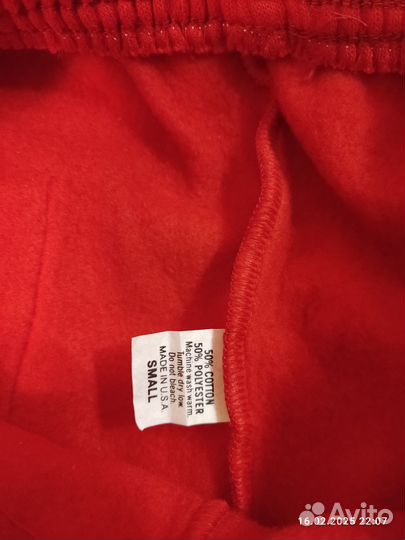 50% COTTON
50% POLYESTER
Machine wash warm.
Tumble dry low.
Do not bleach.
MADE IN U.S.A.
SMALL
Avito
16.02.2025 22:07